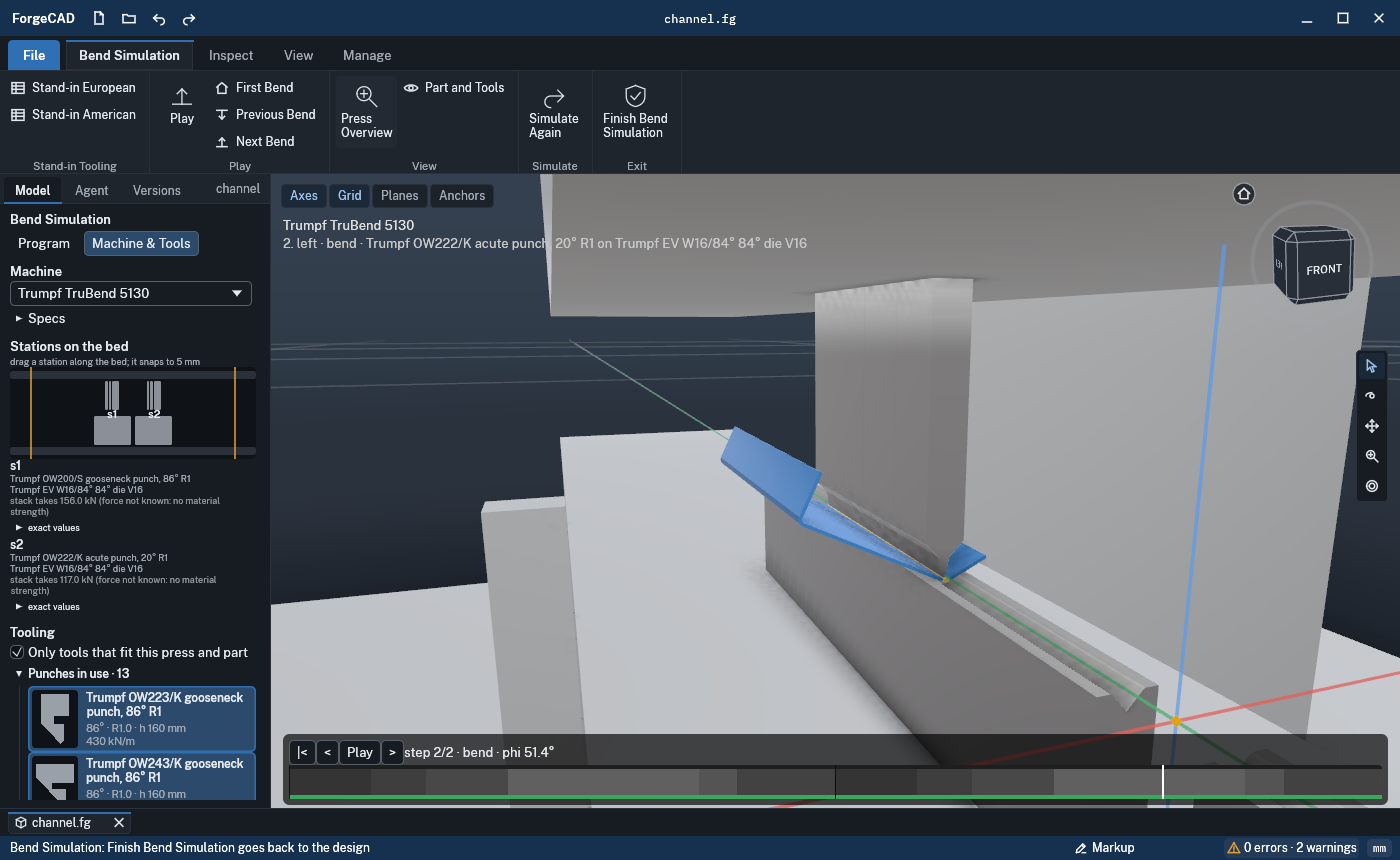 ForgeCAD
channel.fg
File
Bend Simulation
Inspect
View
Manage
Stand-in European
Stand-in American
Stand-in Tooling
Play
First Bend
Previous Bend
Next Bend
Play
Press
Overview
Part and Tools
View
Simulate
Again
Simulate
Finish Bend
Simulation
Exit
Model
Agent
Versions
channel
Bend Simulation
Program
Machine & Tools
Machine
Trumpf TruBend 5130
Specs
Stations on the bed
drag a station along the bed; it snaps to 5 mm
s1
s2
s1
Trumpf OW200/S gooseneck punch, 86° R1
Trumpf EV W16/84° 84° die V16
stack takes 156.0 kN (force not known: no material
strength)
exact values
s2
Trumpf OW222/K acute punch, 20° R1
Trumpf EV W16/84° 84° die V16
stack takes 117.0 kN (force not known: no material
strength)
exact values
Tooling
Only tools that fit this press and part
Punches in use · 13
Trumpf OW223/K gooseneck
punch, 86° R1
86° · R1.0 · h 160 mm
430 kN/m
Trumpf OW243/K gooseneck
punch, 86° R1
86° · R1.0 · h 160 mm
Axes
Grid
Planes
Anchors
Trumpf TruBend 5130
2. left · bend · Trumpf OW222/K acute punch, 20° R1 on Trumpf EV W16/84° 84° die V16
FRONT
|<
<
Play
>
step 2/2 · bend · phi 51.4°
channel.fg
Bend Simulation: Finish Bend Simulation goes back to the design
Markup
0 errors · 2 warnings
mm